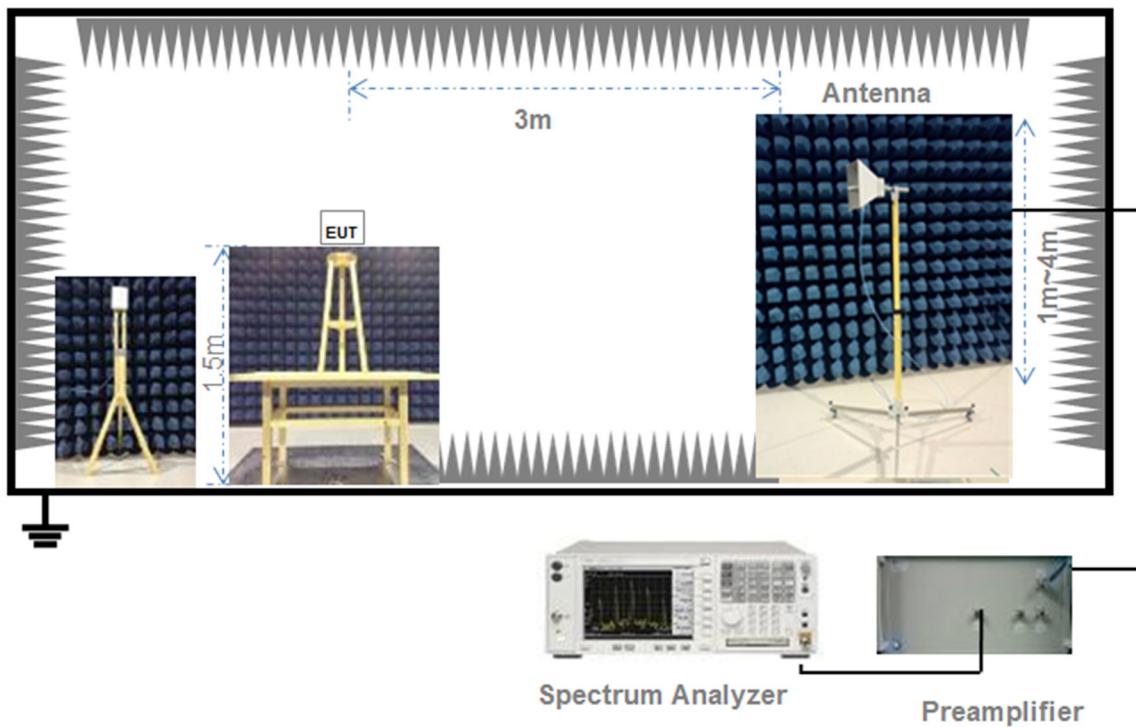 3m
Antenna
EUT
1.5m
1m~4m
Spectrum Analyzer
Preamplifier